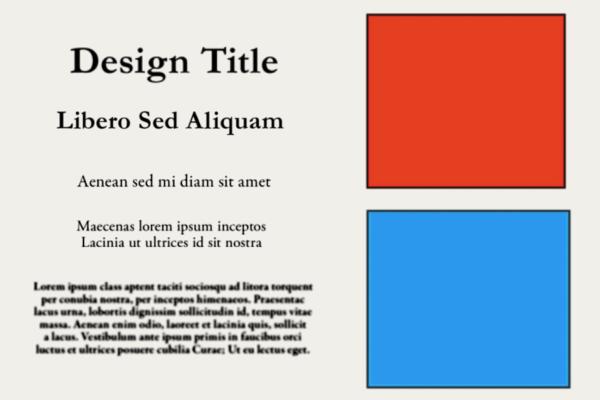 Design Title
Libero Sed Aliquam
Aenean sed mi diam sit amet
Maecenas lorem ipsum inceptos
Lacinia ut ultrices id sit nostra
Lorem ipsum class aptent taciti sociosqu ad litora torquent
per conubia nostra, per inceptos himenaeos. Praesentac
lacus urna, lobortis dignissim sollicitudin id, tempus vitae
massa. Aenean enim odio, laoreet et lacinia quis, sollicit
a lacus. Vestibulum ante ipsum primis in faucibus orci
luctus et ultrices posuere cubilia Curae; Ut eu lectus eget.